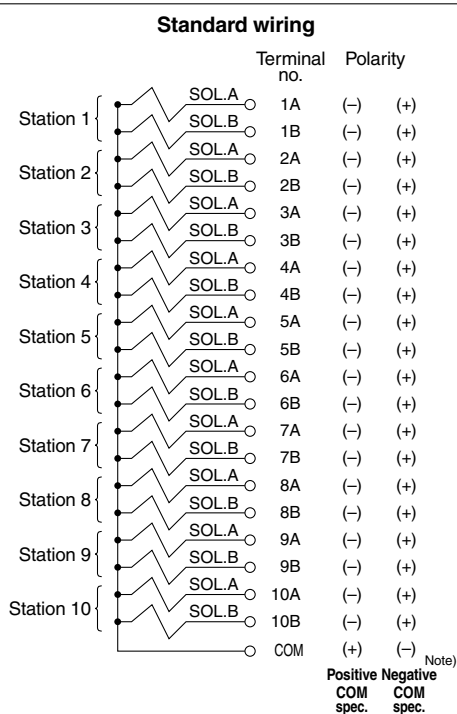 Standard wiring
Terminal no. Polarity
Station 1 SOL.A 1A (–) (+)
SOL.B 1B (–) (+)
Station 2 SOL.A 2A (–) (+)
SOL.B 2B (–) (+)
Station 3 SOL.A 3A (–) (+)
SOL.B 3B (–) (+)
Station 4 SOL.A 4A (–) (+)
SOL.B 4B (–) (+)
Station 5 SOL.A 5A (–) (+)
SOL.B 5B (–) (+)
Station 6 SOL.A 6A (–) (+)
SOL.B 6B (–) (+)
Station 7 SOL.A 7A (–) (+)
SOL.B 7B (–) (+)
Station 8 SOL.A 8A (–) (+)
SOL.B 8B (–) (+)
Station 9 SOL.A 9A (–) (+)
SOL.B 9B (–) (+)
Station 10 SOL.A 10A (–) (+)
SOL.B 10B (–) (+)
COM (+) (–) Note)
Positive Negative
COM COM
spec. spec.